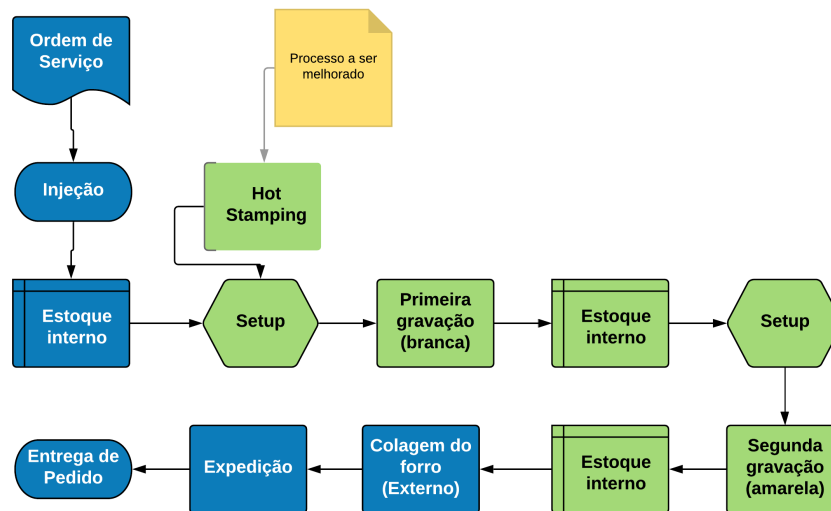 Ordem de
Serviço
Processo a ser
melhorado
Injeção
Hot
Stamping
Estoque
interno
Setup
Primeira
gravação
(branca)
Estoque
interno
Setup
Entrega de
Pedido
Expedição
Colagem do
forro
(Externo)
Estoque
interno
Segunda
gravação
(amarela)